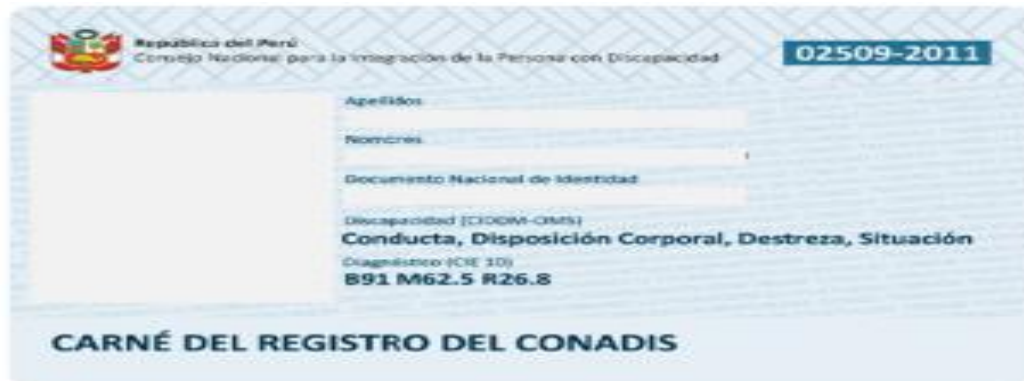 República del Perú
Consejo Nacional para la Integración de la Persona con Discapacidad
02509-2011
Apellidos
Nombres
Documento Nacional de Identidad
Discapacidad (CIDDM-OMS)
Conducta, Disposición Corporal, Destreza, Situación
Diagnóstico (CIE 10)
B91 M62.5 R26.8
CARNÉ DEL REGISTRO DEL CONADIS